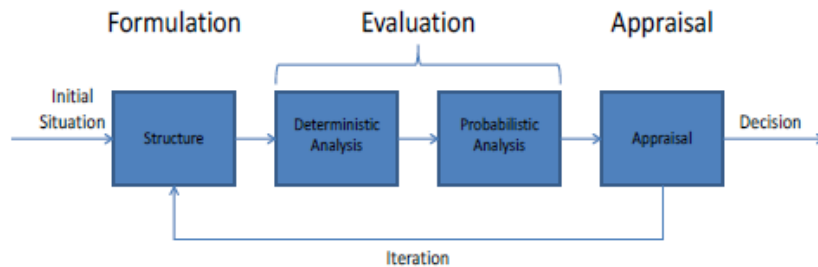 Formulation
Evaluation
Appraisal
Initial
Situation
Structure
Deterministic
Analysis
Probabilistic
Analysis
Appraisal
Decision
Iteration